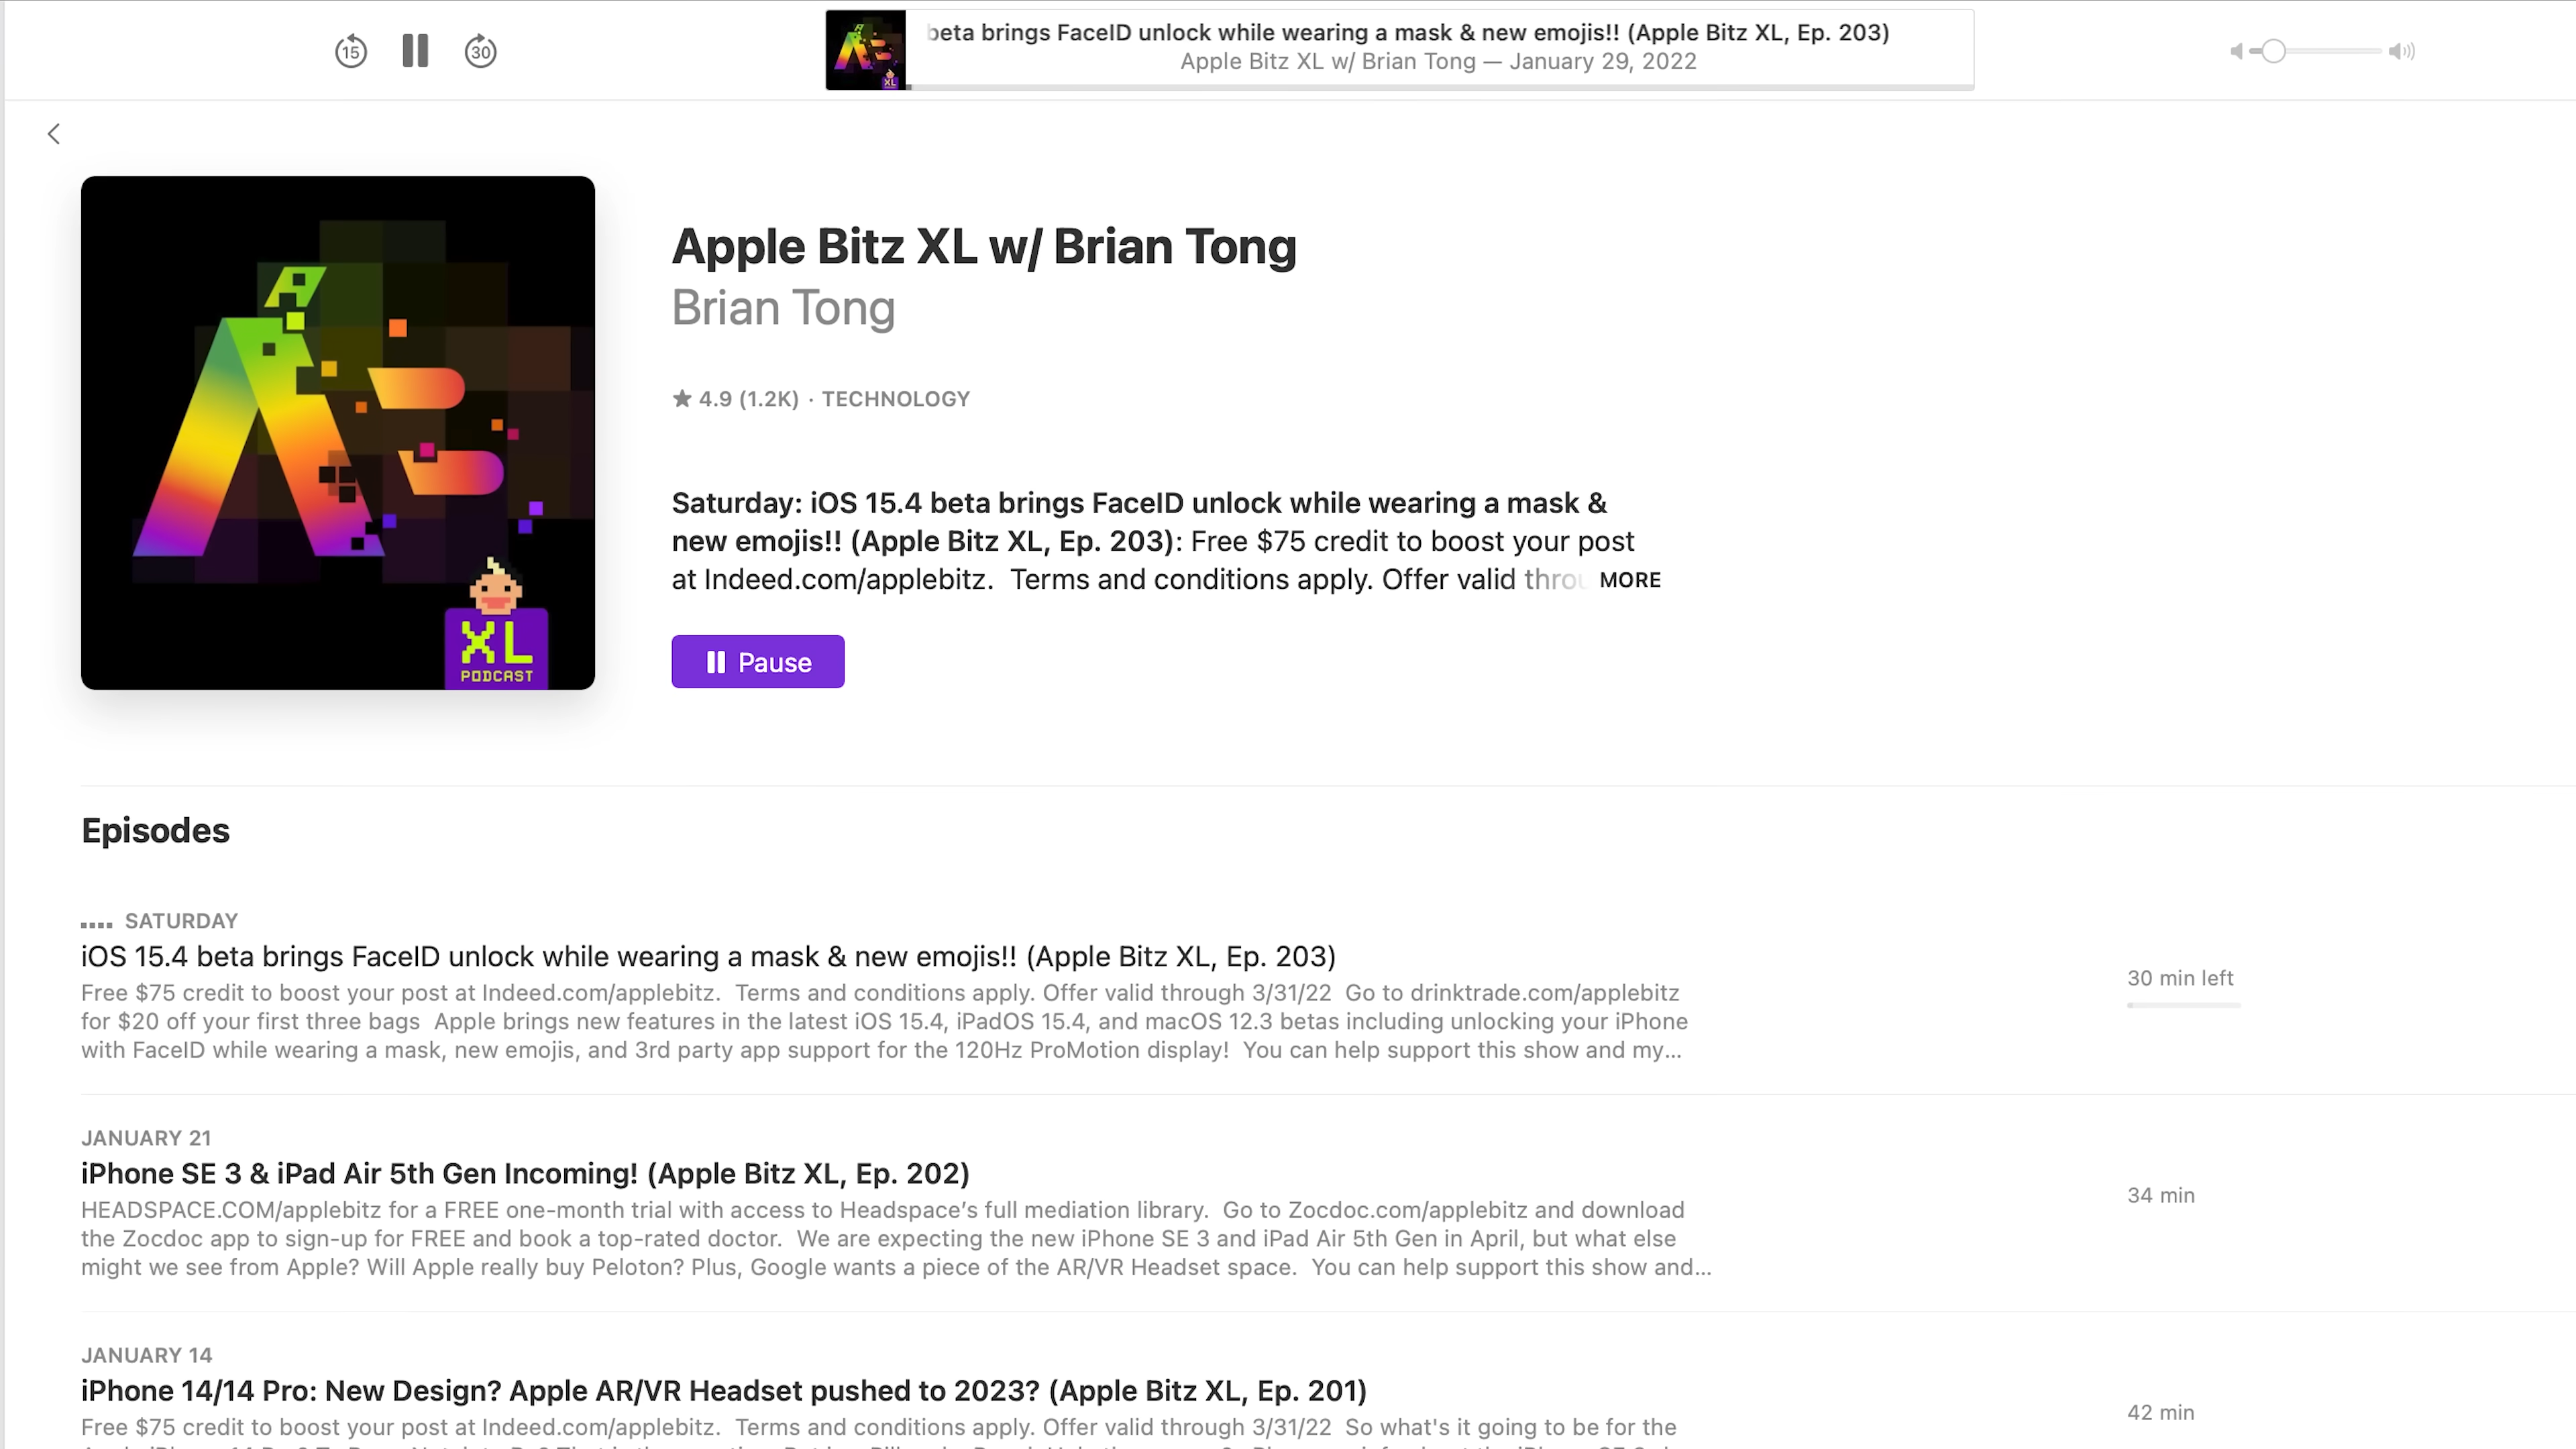 15
30
XL
beta brings FaceID unlock while wearing a mask & new emojis!! (Apple Bitz XL, Ep. 203)
Apple Bitz XL w/ Brian Tong — January 29, 2022
XL
PODCAST
Apple Bitz XL w/ Brian Tong
Brian Tong
★ 4.9 (1.2K) · TECHNOLOGY
Saturday: iOS 15.4 beta brings FaceID unlock while wearing a mask &
new emojis!! (Apple Bitz XL, Ep. 203): Free $75 credit to boost your post
at Indeed.com/applebitz.  Terms and conditions apply. Offer valid throu MORE
Pause
Episodes
SATURDAY
iOS 15.4 beta brings FaceID unlock while wearing a mask & new emojis!! (Apple Bitz XL, Ep. 203)
Free $75 credit to boost your post at Indeed.com/applebitz.  Terms and conditions apply. Offer valid through 3/31/22  Go to drinktrade.com/applebitz
for $20 off your first three bags  Apple brings new features in the latest iOS 15.4, iPadOS 15.4, and macOS 12.3 betas including unlocking your iPhone
with FaceID while wearing a mask, new emojis, and 3rd party app support for the 120Hz ProMotion display!  You can help support this show and my...
30 min left
JANUARY 21
iPhone SE 3 & iPad Air 5th Gen Incoming! (Apple Bitz XL, Ep. 202)
HEADSPACE.COM/applebitz for a FREE one-month trial with access to Headspace's full mediation library.  Go to Zocdoc.com/applebitz and download
the Zocdoc app to sign-up for FREE and book a top-rated doctor.  We are expecting the new iPhone SE 3 and iPad Air 5th Gen in April, but what else
might we see from Apple? Will Apple really buy Peloton? Plus, Google wants a piece of the AR/VR Headset space.  You can help support this show and...
34 min
JANUARY 14
iPhone 14/14 Pro: New Design? Apple AR/VR Headset pushed to 2023? (Apple Bitz XL, Ep. 201)
Free $75 credit to boost your post at Indeed.com/applebitz.  Terms and conditions apply. Offer valid through 3/31/22  So what's it going to be for the
42 min